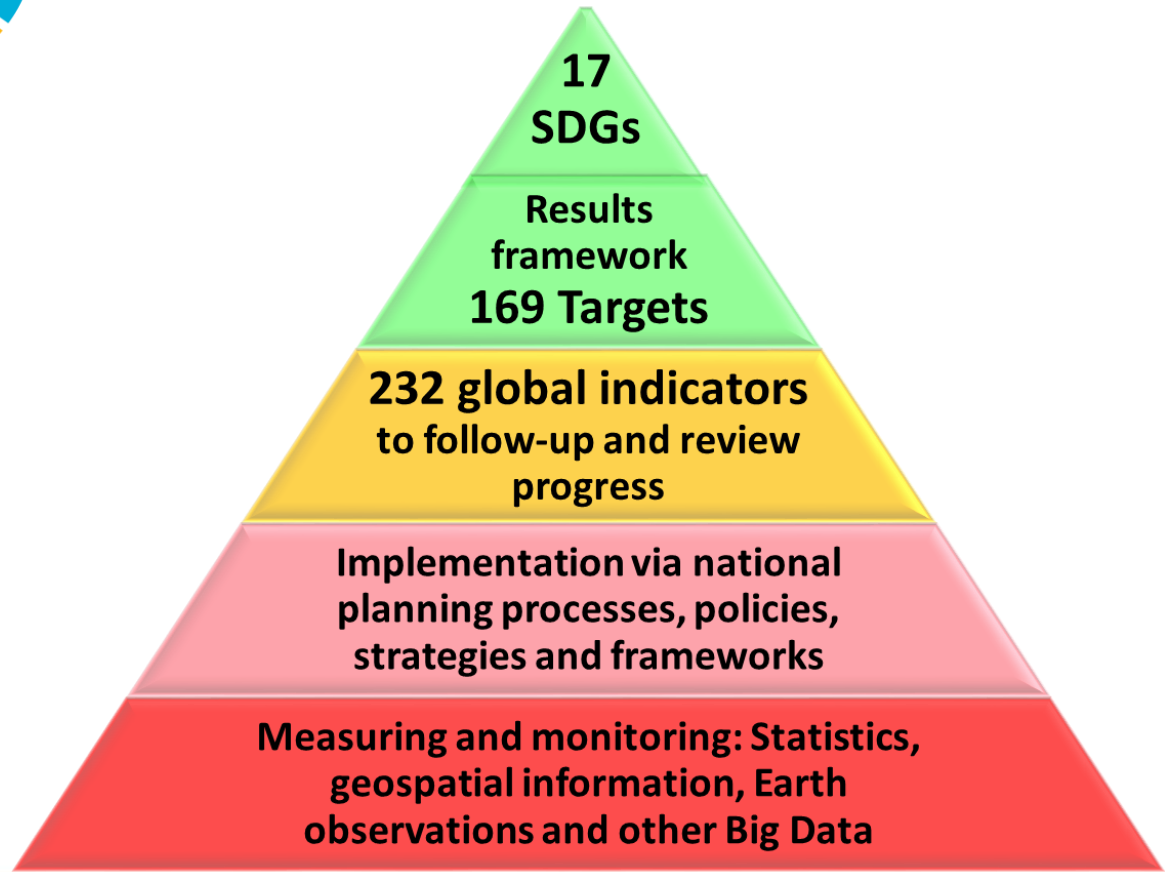 17
SDGs
Results
framework
169 Targets
232 global indicators
to follow-up and review
progress
Implementation via national
planning processes, policies,
strategies and frameworks
Measuring and monitoring: Statistics,
geospatial information, Earth
observations and other Big Data